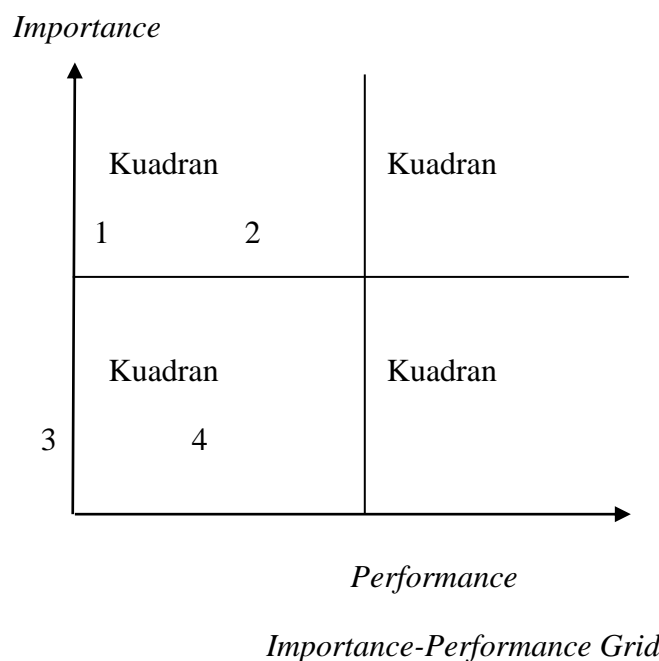 Importance
Kuadran Kuadran
1 2
Kuadran Kuadran
3 4
Performance
Importance-Performance Grid